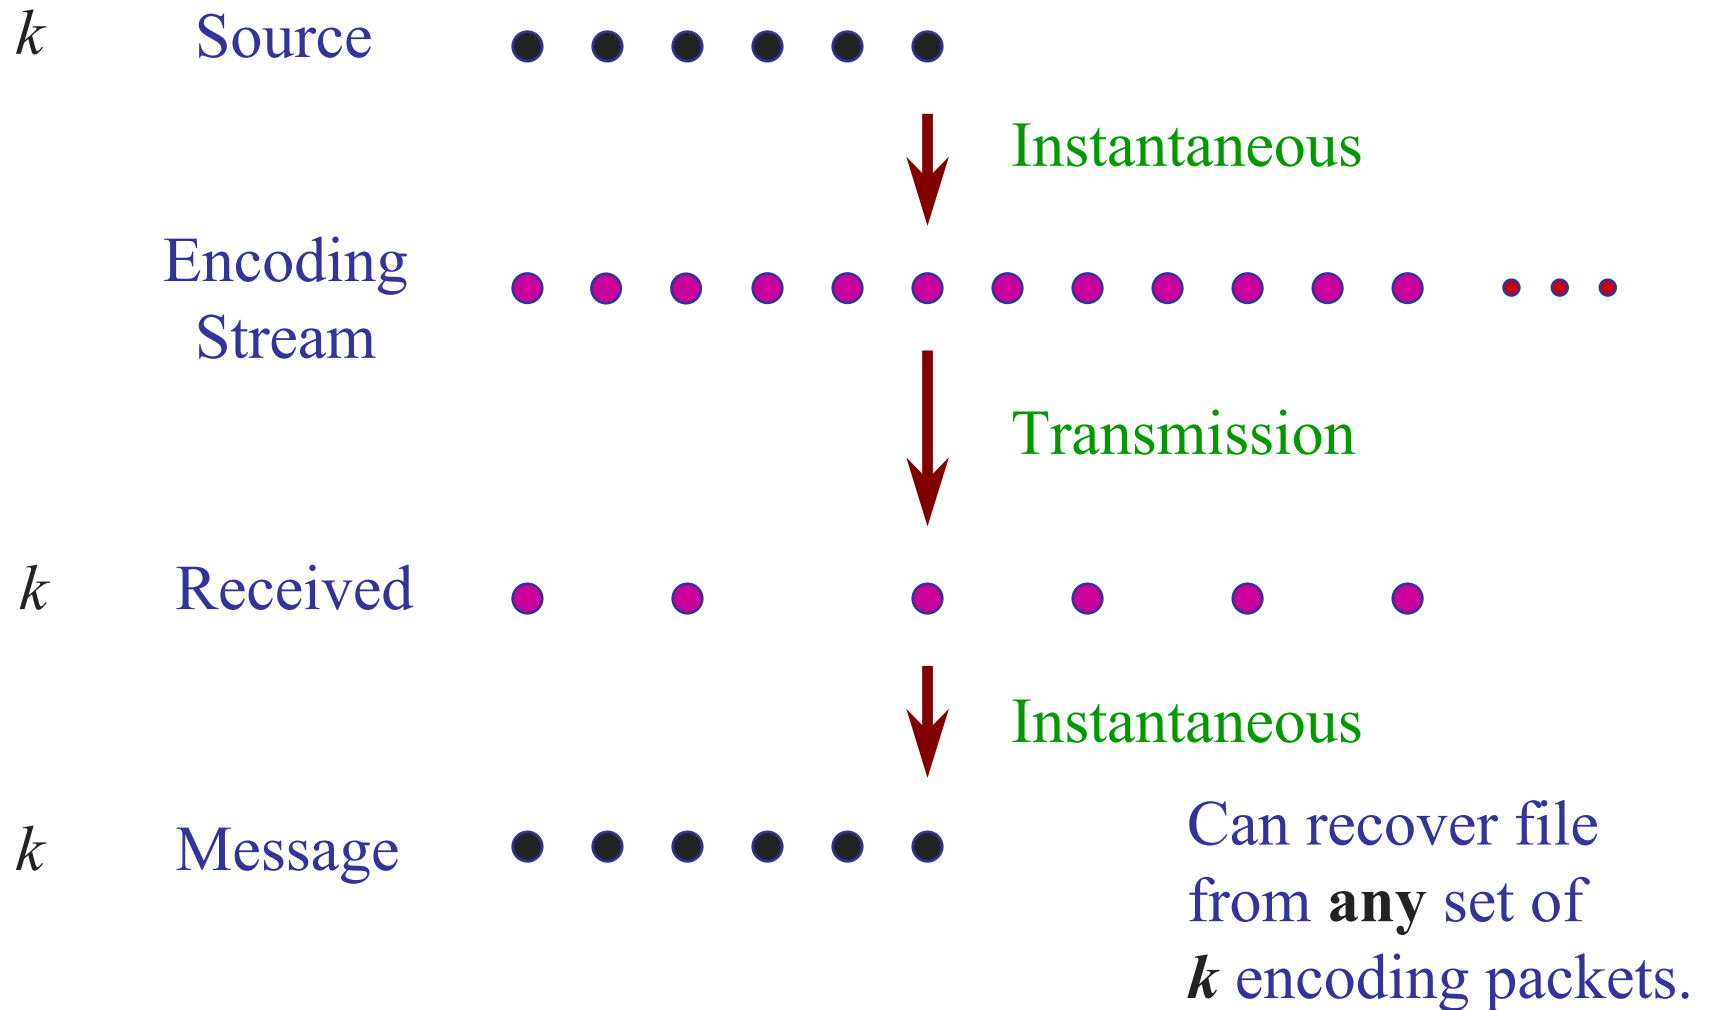 k Source
Instantaneous
Encoding
Stream
Transmission
k Received
Instantaneous
k Message
Can recover file
from any set of
k encoding packets.